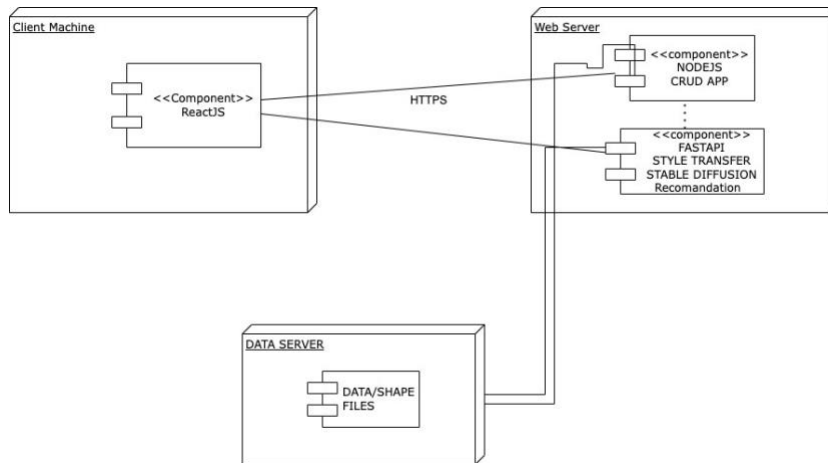 Client Machine
<<Component>>
ReactJS
HTTPS
Web Server
<<component>>
NODEJS
CRUD APP
<<component>>
FASTAPI
STYLE TRANSFER
STABLE DIFFUSION
Recomandation
DATA SERVER
DATA/SHAPE
FILES